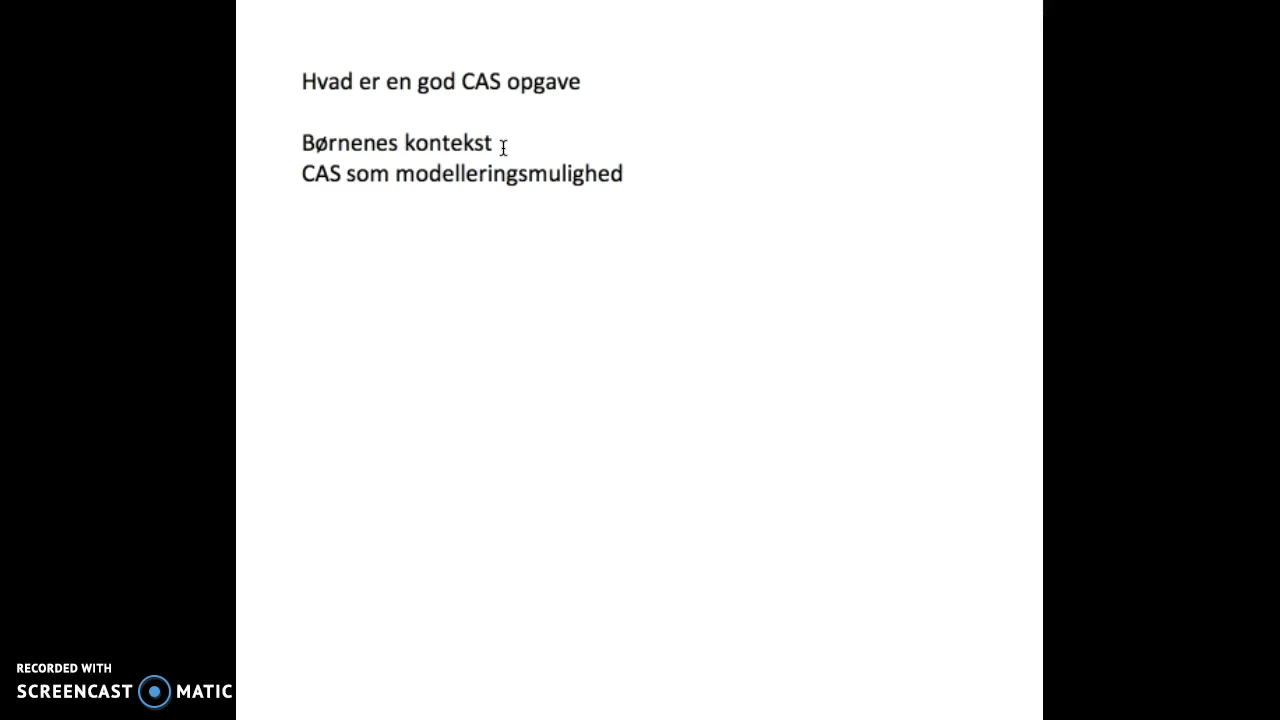 Hvad er en god CAS opgave
Børnenes kontekst
CAS som modelleringsmulighed
RECORDED WITH
SCREENCAST MATIC